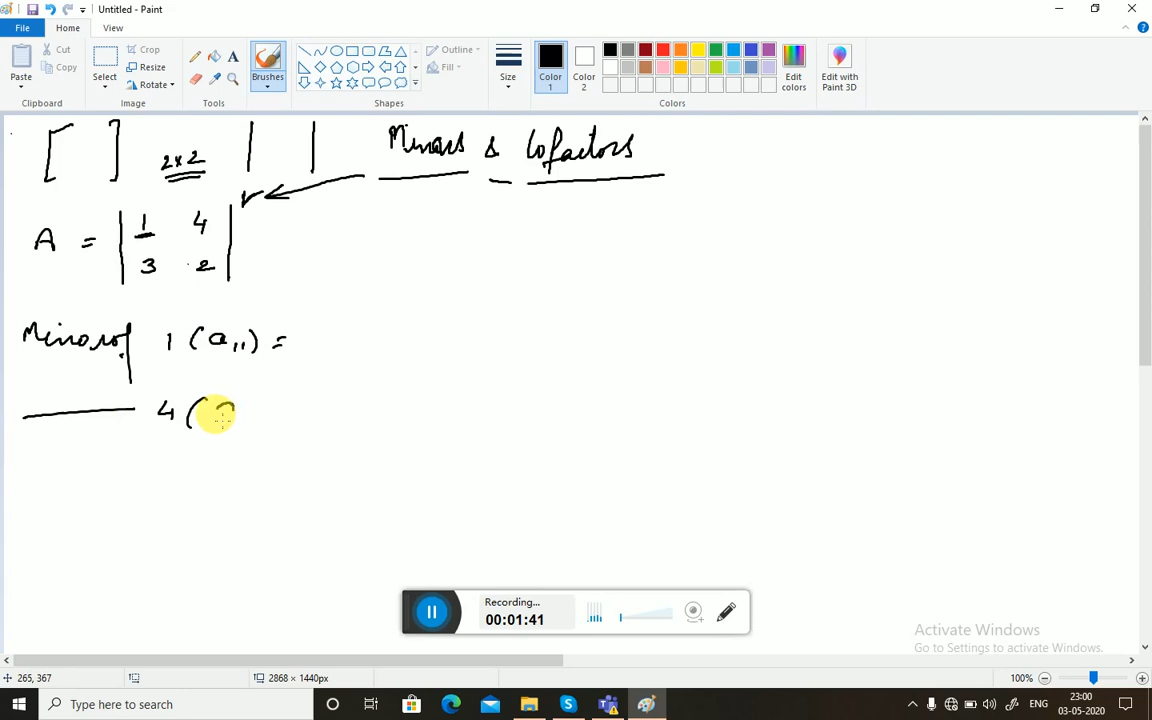 Untitled - Paint
File Home View
Paste
Cut
Copy
Clipboard
Select
Crop
Resize
Rotate
Image
Tools
Brushes
Shapes
Outline
Fill
Size
Color 1
Color 2
Colors
Edit colors
Edit with Paint 3D
[ ] 2×2 | | Minors & Cofactors
A = | 1 4 |
| 3 2 |
Minor of 1 (a₁₁) =
4 (
Recording...
00:01:41
Activate Windows
Go to Settings to activate Windows.
265, 367
2868 × 1440px
100%
Type here to search
ENG
23:00
03-05-2020